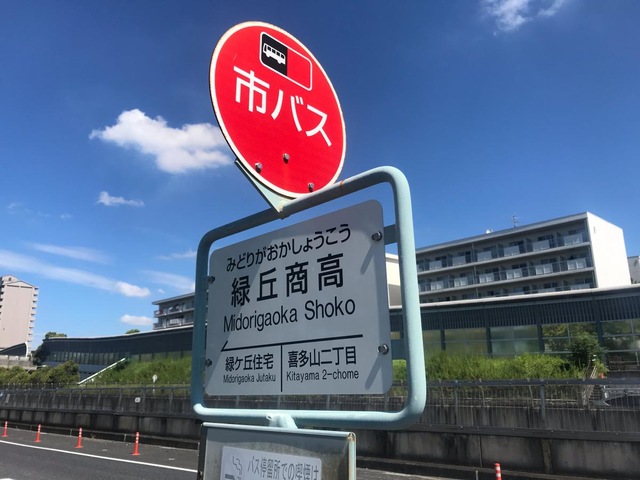 市バス
みどりがおかしょうこう
緑丘商高
Midorigaoka Shoko
緑ケ丘住宅
Midorigaoka Jutaku
喜多山二丁目
Kitayama 2-chome
バス停留所での喫煙は